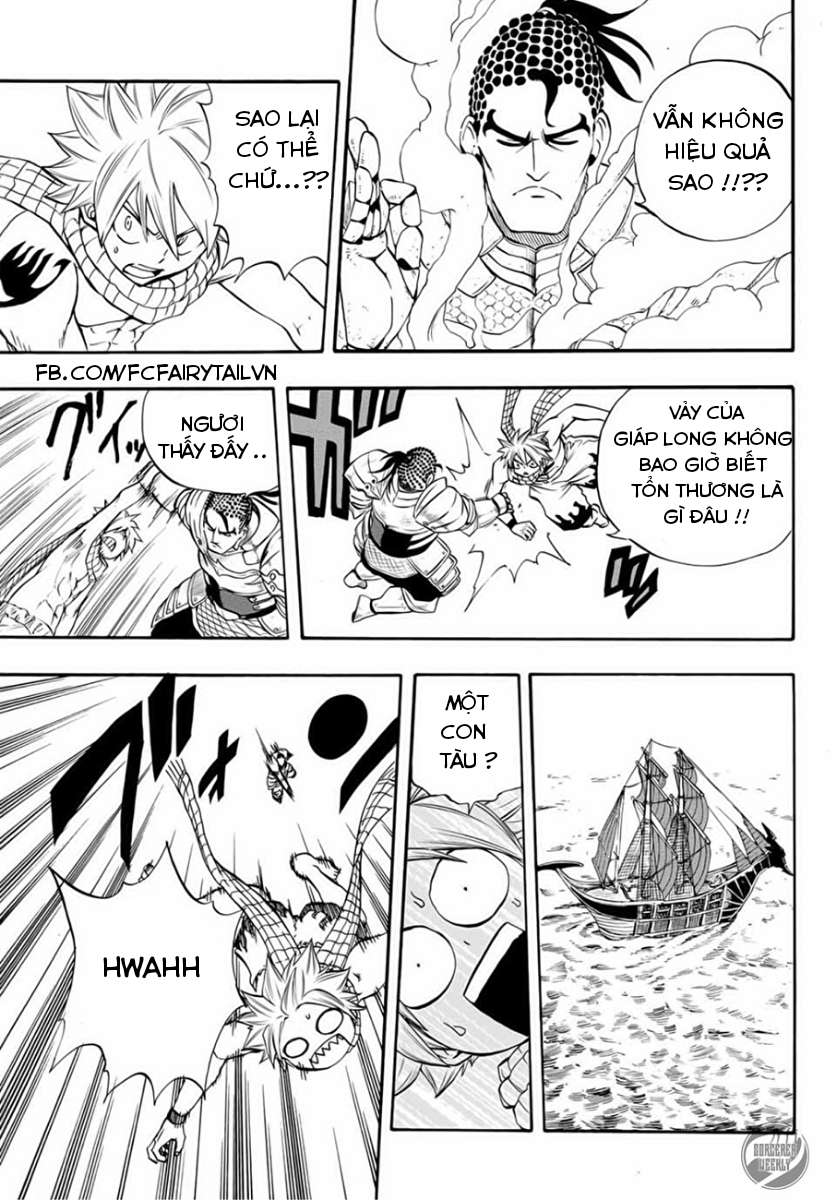 VẪN KHÔNG
HIỆU QUẢ
SAO !!??
SAO LẠI
CÓ THỂ
CHỨ...??
FB.COM/FCFAIRYTAILVN
VẢY CỦA
GIÁP LONG KHÔNG
BAO GIỜ BIẾT
TỔN THƯƠNG LÀ
GÌ ĐÂU !!
NGƯƠI
THẤY ĐẤY ..
MỘT
CON
TÀU ?
HWAHH
SORCERER
WEEKLY